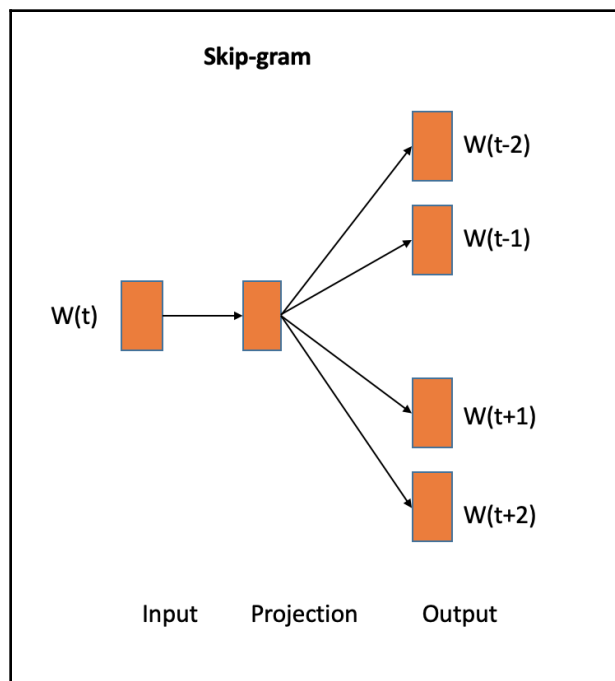 Skip-gram
W(t-2)
W(t-1)
W(t)
W(t+1)
W(t+2)
Input Projection Output